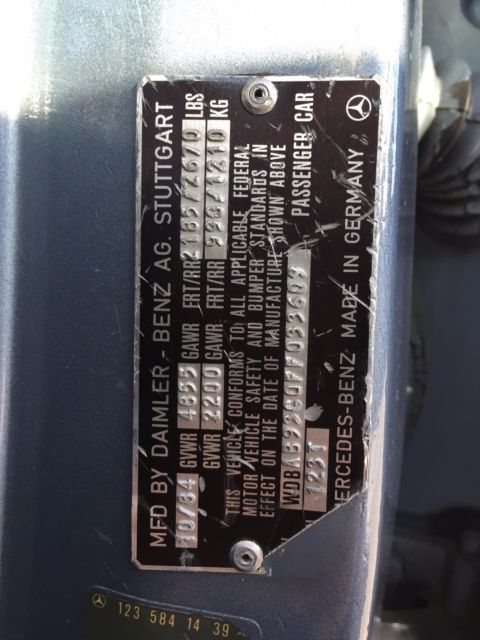 MFD BY DAIMLER - BENZ AG. STUTTGART
10/84 GVWR 4855 GAWR FRT/RR 2185/2670 LBS
GVWR 2200 GAWR FRT/RR 990/1210 KG
THIS VEHICLE CONFORMS TO ALL APPLICABLE FEDERAL
MOTOR VEHICLE SAFETY AND BUMPER STANDARDS IN
EFFECT ON THE DATE OF MANUFACTURE SHOWN ABOVE
PASSENGER CAR
123I
MERCEDES-BENZ MADE IN GERMANY
123 584 14 39